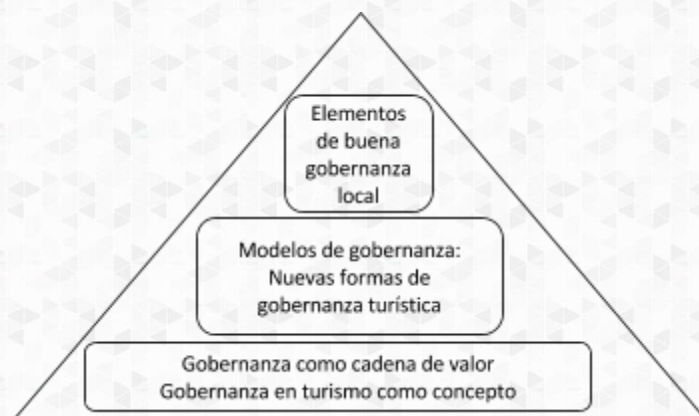 Elementos
de buena
gobernanza
local
Modelos de gobernanza:
Nuevas formas de
gobernanza turística
Gobernanza como cadena de valor
Gobernanza en turismo como concepto